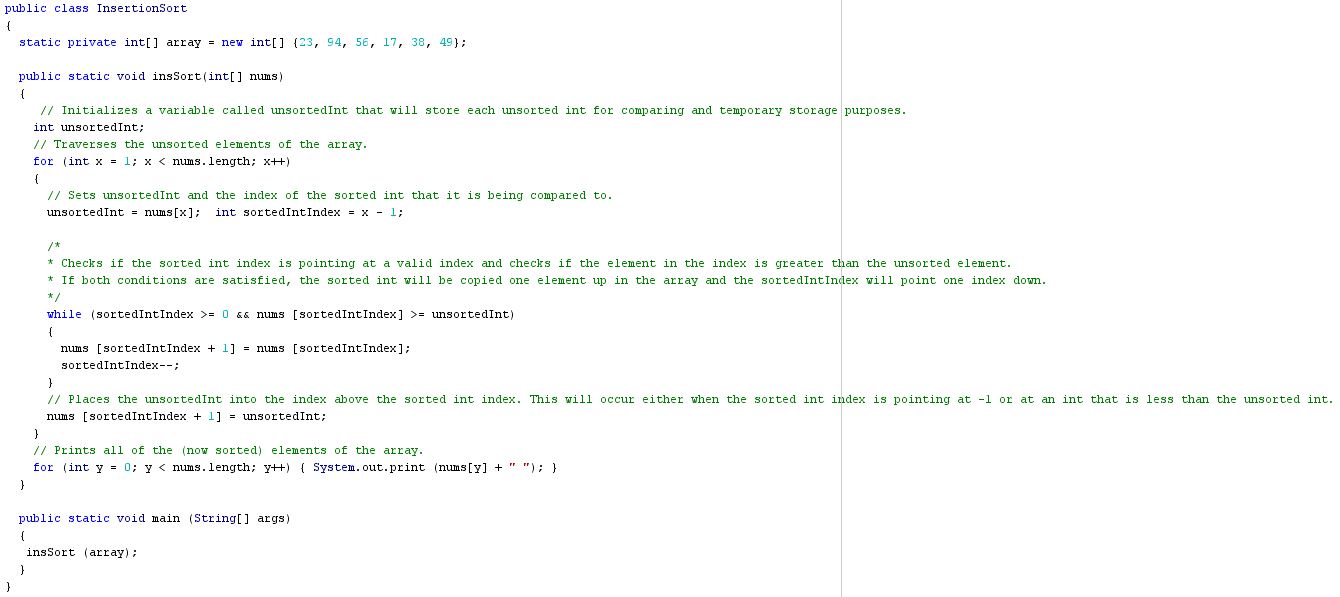 public class InsertionSort
{
  static private int[] array = new int[] {23, 94, 56, 17, 38, 49};

  public static void insSort(int[] nums)
  {
     // Initializes a variable called unsortedInt that will store each unsorted int for comparing and temporary storage purposes.
    int unsortedInt;
    // Traverses the unsorted elements of the array.
    for (int x = 1; x < nums.length; x++)
    {
      // Sets unsortedInt and the index of the sorted int that it is being compared to.
      unsortedInt = nums[x];  int sortedIntIndex = x - 1;

      /*
      * Checks if the sorted int index is pointing at a valid index and checks if the element in the index is greater than the unsorted element.
      * If both conditions are satisfied, the sorted int will be copied one element up in the array and the sortedIntIndex will point one index down.
      */
      while (sortedIntIndex >= 0 && nums [sortedIntIndex] >= unsortedInt)
      {
        nums [sortedIntIndex + 1] = nums [sortedIntIndex];
        sortedIntIndex--;
      }
      // Places the unsortedInt into the index above the sorted int index. This will occur either when the sorted int index is pointing at -1 or at an int that is less than the unsorted int.
      nums [sortedIntIndex + 1] = unsortedInt;
    }
    // Prints all of the (now sorted) elements of the array.
    for (int y = 0; y < nums.length; y++) { System.out.print (nums[y] + " "); }
  }

  public static void main (String[] args)
  {
   insSort (array);
  }
}